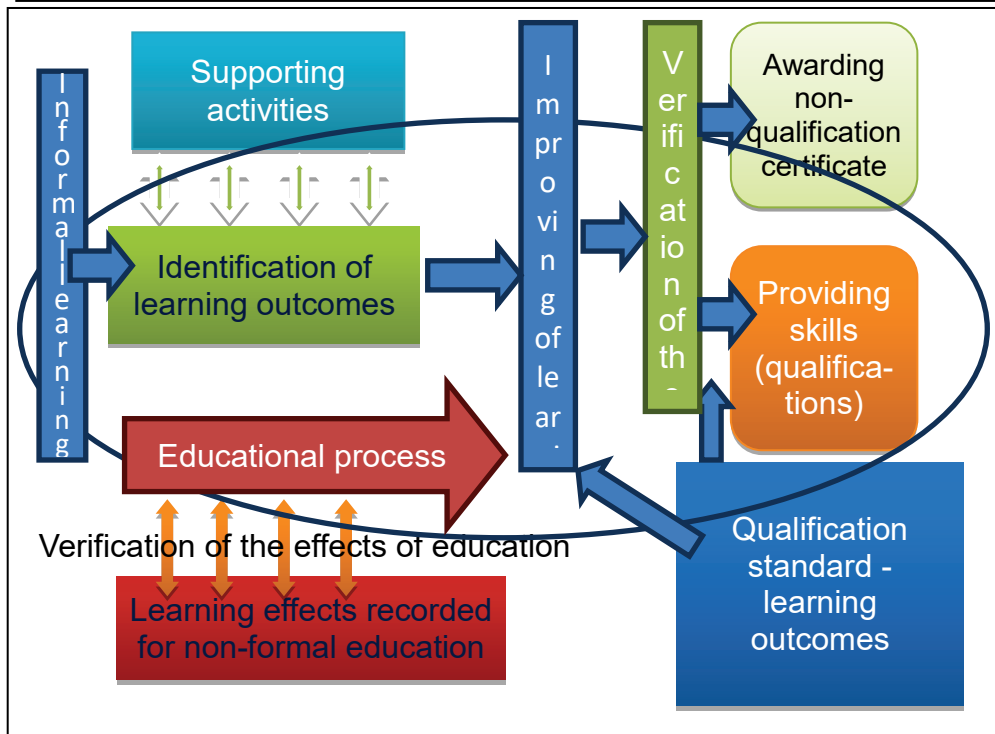 Informal learning
Supporting
activities
Identification of
learning outcomes
Educational process
Verification of the effects of education
Learning effects recorded
for non-formal education
Improving of lear
Verification of th
Awarding
non-
qualification
certificate
Providing
skills
(qualifica-
tions)
Qualification
standard -
learning
outcomes